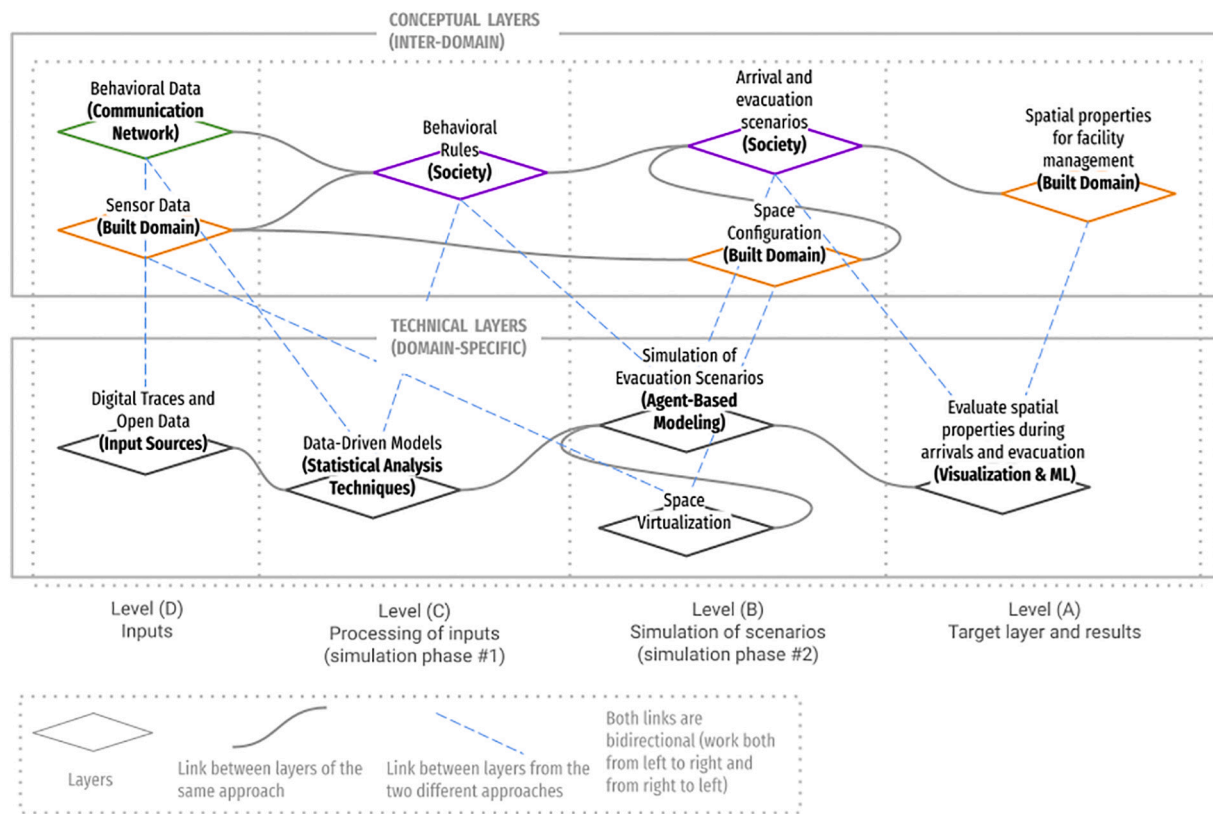 CONCEPTUAL LAYERS
(INTER-DOMAIN)
Behavioral Data
(Communication
Network)
Sensor Data
(Built Domain)
Behavioral
Rules
(Society)
Arrival and
evacuation
scenarios
(Society)
Space
Configuration
(Built Domain)
Spatial properties
for facility
management
(Built Domain)
TECHNICAL LAYERS
(DOMAIN-SPECIFIC)
Digital Traces and
Open Data
(Input Sources)
Data-Driven Models
(Statistical Analysis
Techniques)
Simulation of
Evacuation Scenarios
(Agent-Based
Modeling)
Space
Virtualization
Evaluate spatial
properties during
arrivals and evacuation
(Visualization & ML)
Level (D)
Inputs
Level (C)
Processing of inputs
(simulation phase #1)
Level (B)
Simulation of scenarios
(simulation phase #2)
Level (A)
Target layer and results
Layers
Link between layers of the
same approach
Link between layers from the
two different approaches
Both links are
bidirectional (work both
from left to right and
from right to left)